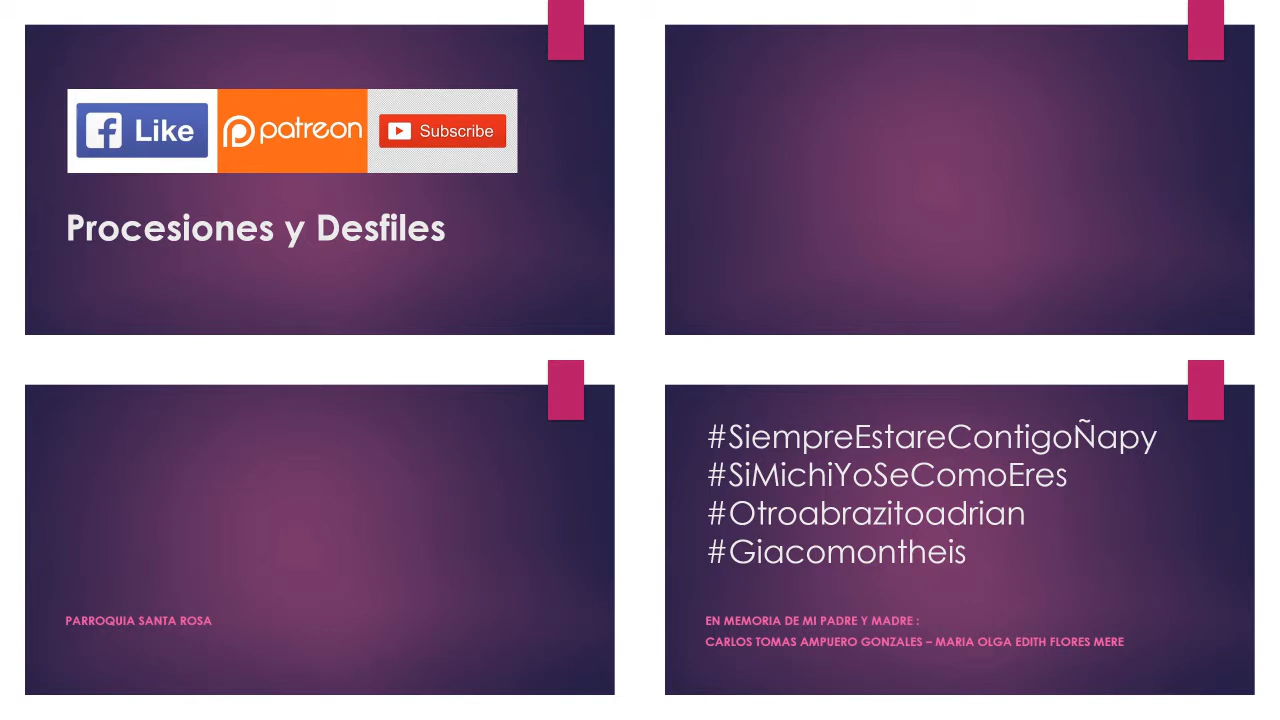 Like
patreon
Subscribe
Procesiones y Desfiles
PARROQUIA SANTA ROSA
#SiempreEstareContigoÑapy
#SiMichiYoSeComoEres
#Otroabrazitoadrian
#Giacomontheis
EN MEMORIA DE MI PADRE Y MADRE :
CARLOS TOMAS AMPUERO GONZALES – MARIA OLGA EDITH FLORES MERE